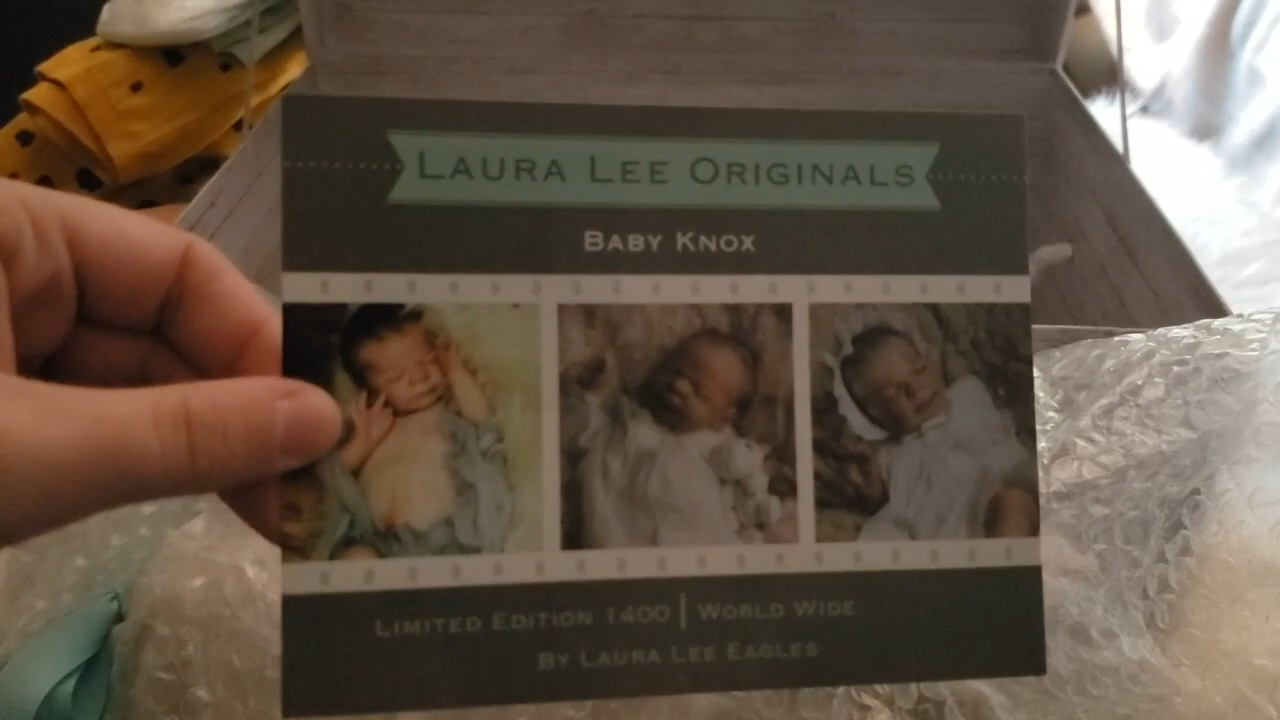 LAURA LEE ORIGINALS
BABY KNOX
LIMITED EDITION 1400 | WORLD WIDE
BY LAURA LEE EAGLES